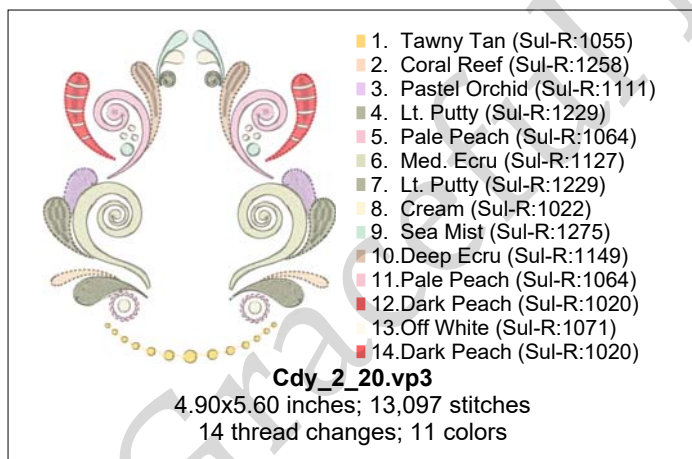 1. Tawny Tan (Sul-R:1055)
2. Coral Reef (Sul-R:1258)
3. Pastel Orchid (Sul-R:1111)
4. Lt. Putty (Sul-R:1229)
5. Pale Peach (Sul-R:1064)
6. Med. Ecru (Sul-R:1127)
7. Lt. Putty (Sul-R:1229)
8. Cream (Sul-R:1022)
9. Sea Mist (Sul-R:1275)
10.Deep Ecru (Sul-R:1149)
11.Pale Peach (Sul-R:1064)
12.Dark Peach (Sul-R:1020)
13.Off White (Sul-R:1071)
14.Dark Peach (Sul-R:1020)
Cdy_2_20.vp3
4.90x5.60 inches; 13,097 stitches
14 thread changes; 11 colors
Graceful